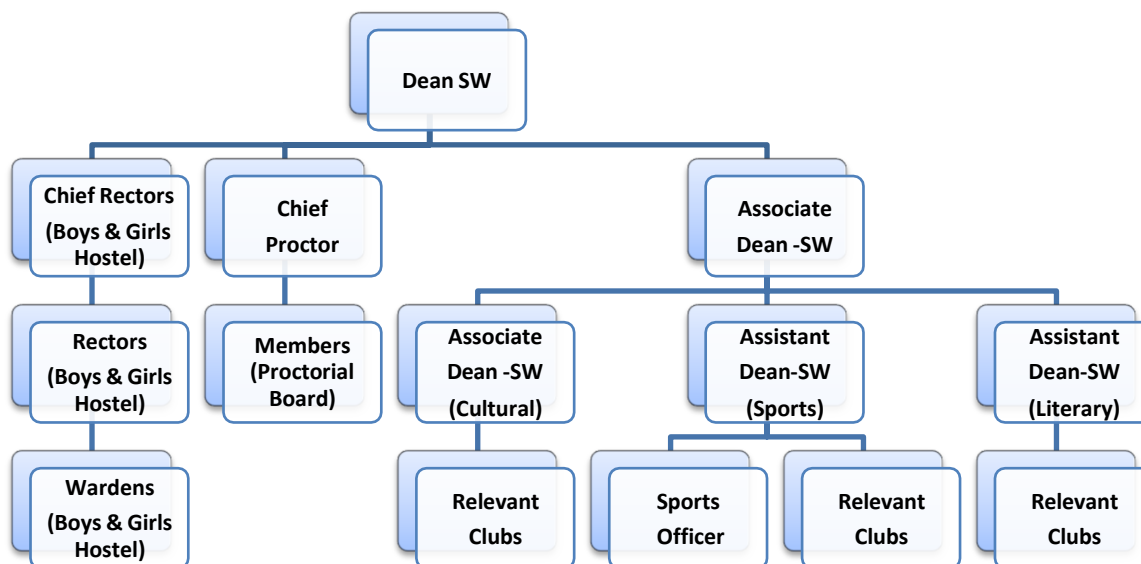 Dean SW
Chief Rectors
(Boys & Girls
Hostel)
Chief
Proctor
Associate
Dean -SW
Rectors
(Boys & Girls
Hostel)
Members
(Proctorial
Board)
Associate
Dean -SW
(Cultural)
Assistant
Dean-SW
(Sports)
Assistant
Dean-SW
(Literary)
Wardens
(Boys & Girls
Hostel)
Relevant
Clubs
Sports
Officer
Relevant
Clubs
Relevant
Clubs